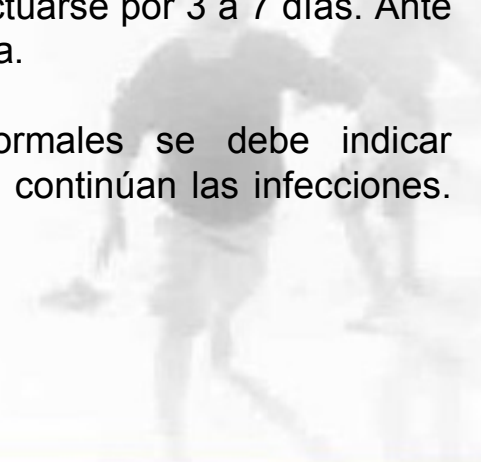 ctuarse por 3 a 7 días. Ante
a.
ormales se debe indicar
continúan las infecciones.